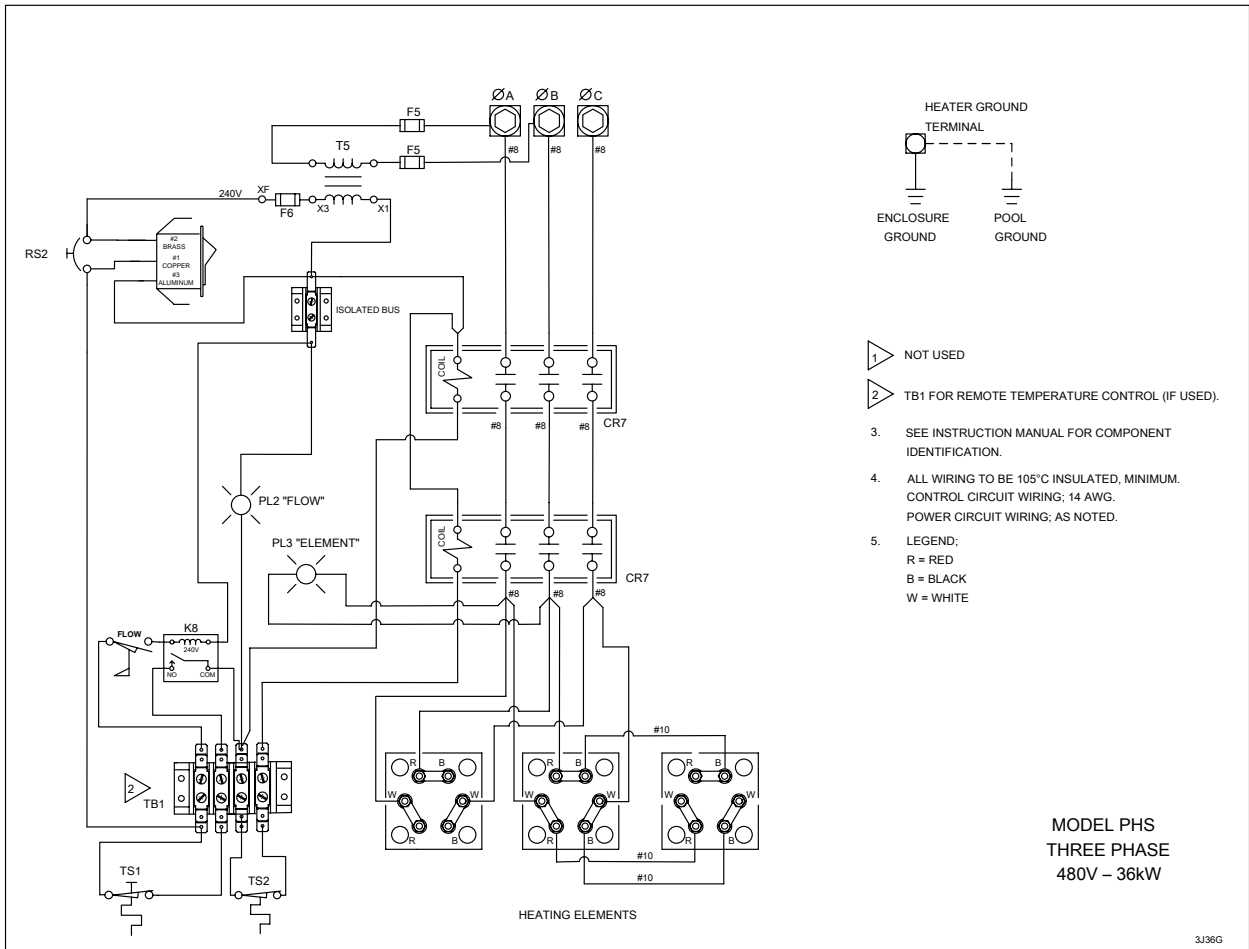 ØA ØB ØC
F5
F5
T5
#8 #8 #8
240V
XF
F6
X3
X1
RS2
#2
BRASS
#1
COPPER
#3
ALUMINUM
ISOLATED BUS
COIL
CR7
#8 #8 #8
PL2 "FLOW"
PL3 "ELEMENT"
COIL
CR7
#8 #8 #8
FLOW
K8
240V
NO COM
2
TB1
TS1
TS2
#10
R B R B R B
W W W W W W
R B R B R B
#10
#10
HEATING ELEMENTS
HEATER GROUND
TERMINAL
ENCLOSURE
GROUND
POOL
GROUND
1 NOT USED
2 TB1 FOR REMOTE TEMPERATURE CONTROL (IF USED).
3. SEE INSTRUCTION MANUAL FOR COMPONENT
IDENTIFICATION.
4. ALL WIRING TO BE 105°C INSULATED, MINIMUM.
CONTROL CIRCUIT WIRING; 14 AWG.
POWER CIRCUIT WIRING; AS NOTED.
5. LEGEND;
R = RED
B = BLACK
W = WHITE
MODEL PHS
THREE PHASE
480V – 36kW
3J36G